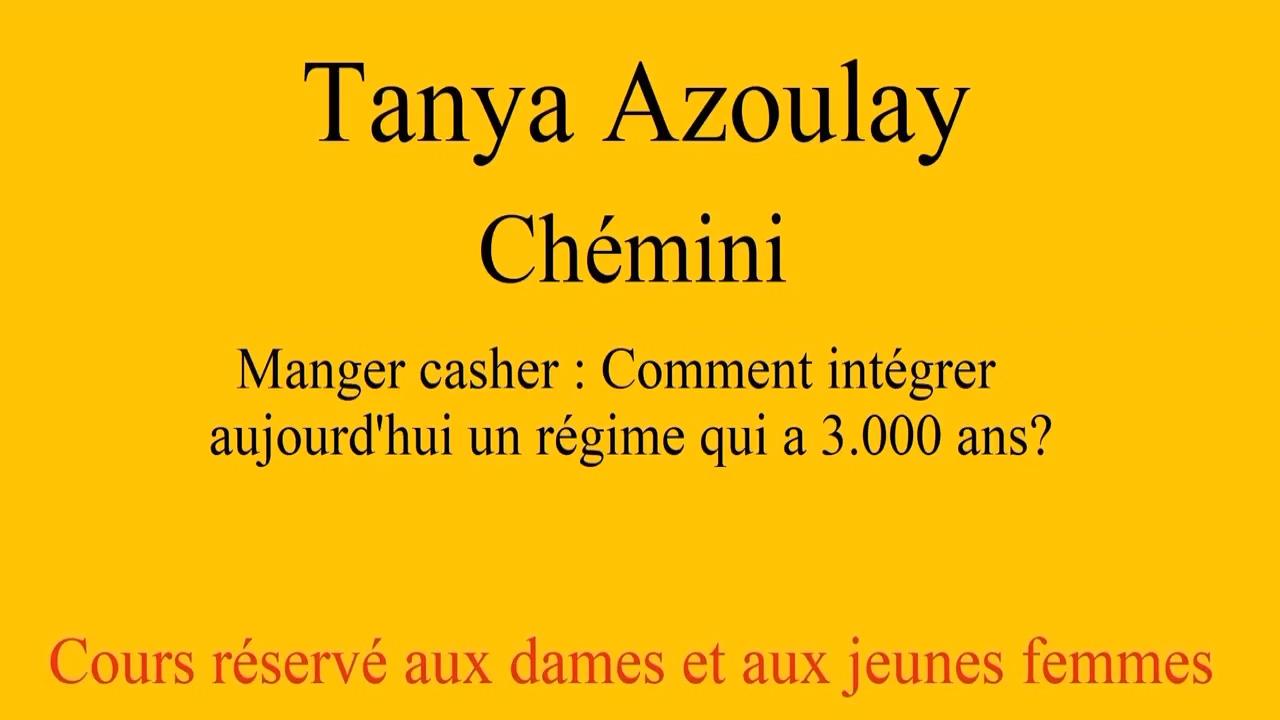 Tanya Azoulay
Chémini
Manger casher : Comment intégrer
aujourd'hui un régime qui a 3.000 ans?
Cours réservé aux dames et aux jeunes femmes